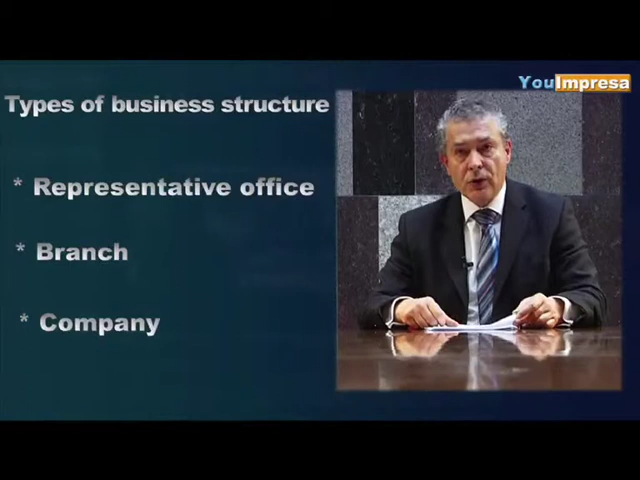 YouImpresa
Types of business structure
* Representative office
* Branch
* Company